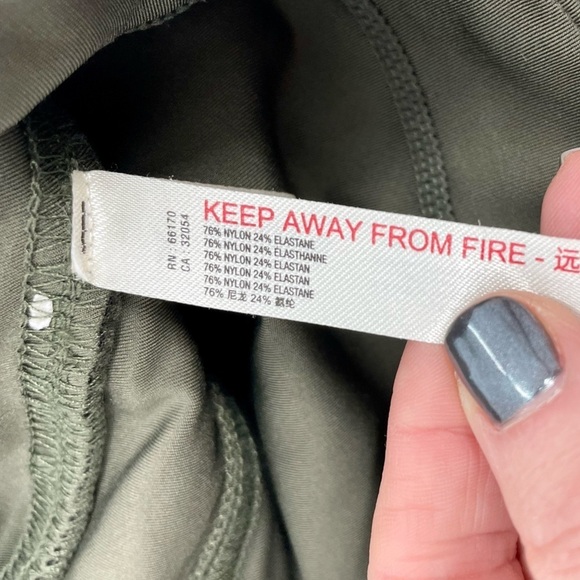 RN : 66170
CA : 32054
KEEP AWAY FROM FIRE - 远
76% NYLON 24% ELASTANE
76% NYLON 24% ÉLASTHANNE
76% NYLON 24% ELASTAN
76% NYLON 24% ELASTAN
76% NYLON 24% ELASTANE
76% 尼龙 24% 氨纶